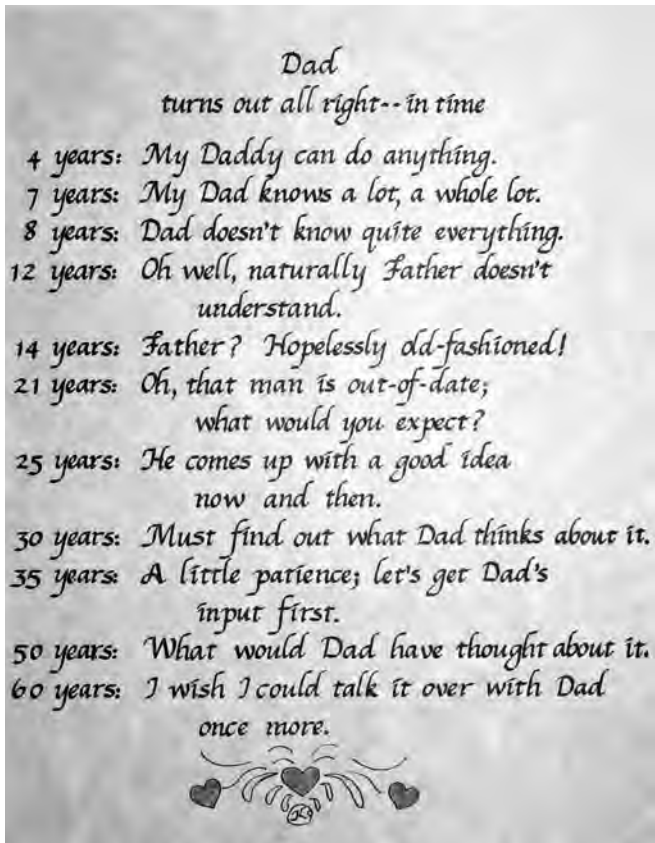 Dad
turns out all right--in time
4 years: My Daddy can do anything.
7 years: My Dad knows a lot, a whole lot.
8 years: Dad doesn't know quite everything.
12 years: Oh well, naturally Father doesn't
understand.
14 years: Father? Hopelessly old-fashioned!
21 years: Oh, that man is out-of-date;
what would you expect?
25 years: He comes up with a good idea
now and then.
30 years: Must find out what Dad thinks about it.
35 years: A little patience; let's get Dad's
input first.
50 years: What would Dad have thought about it.
60 years: I wish I could talk it over with Dad
once more.